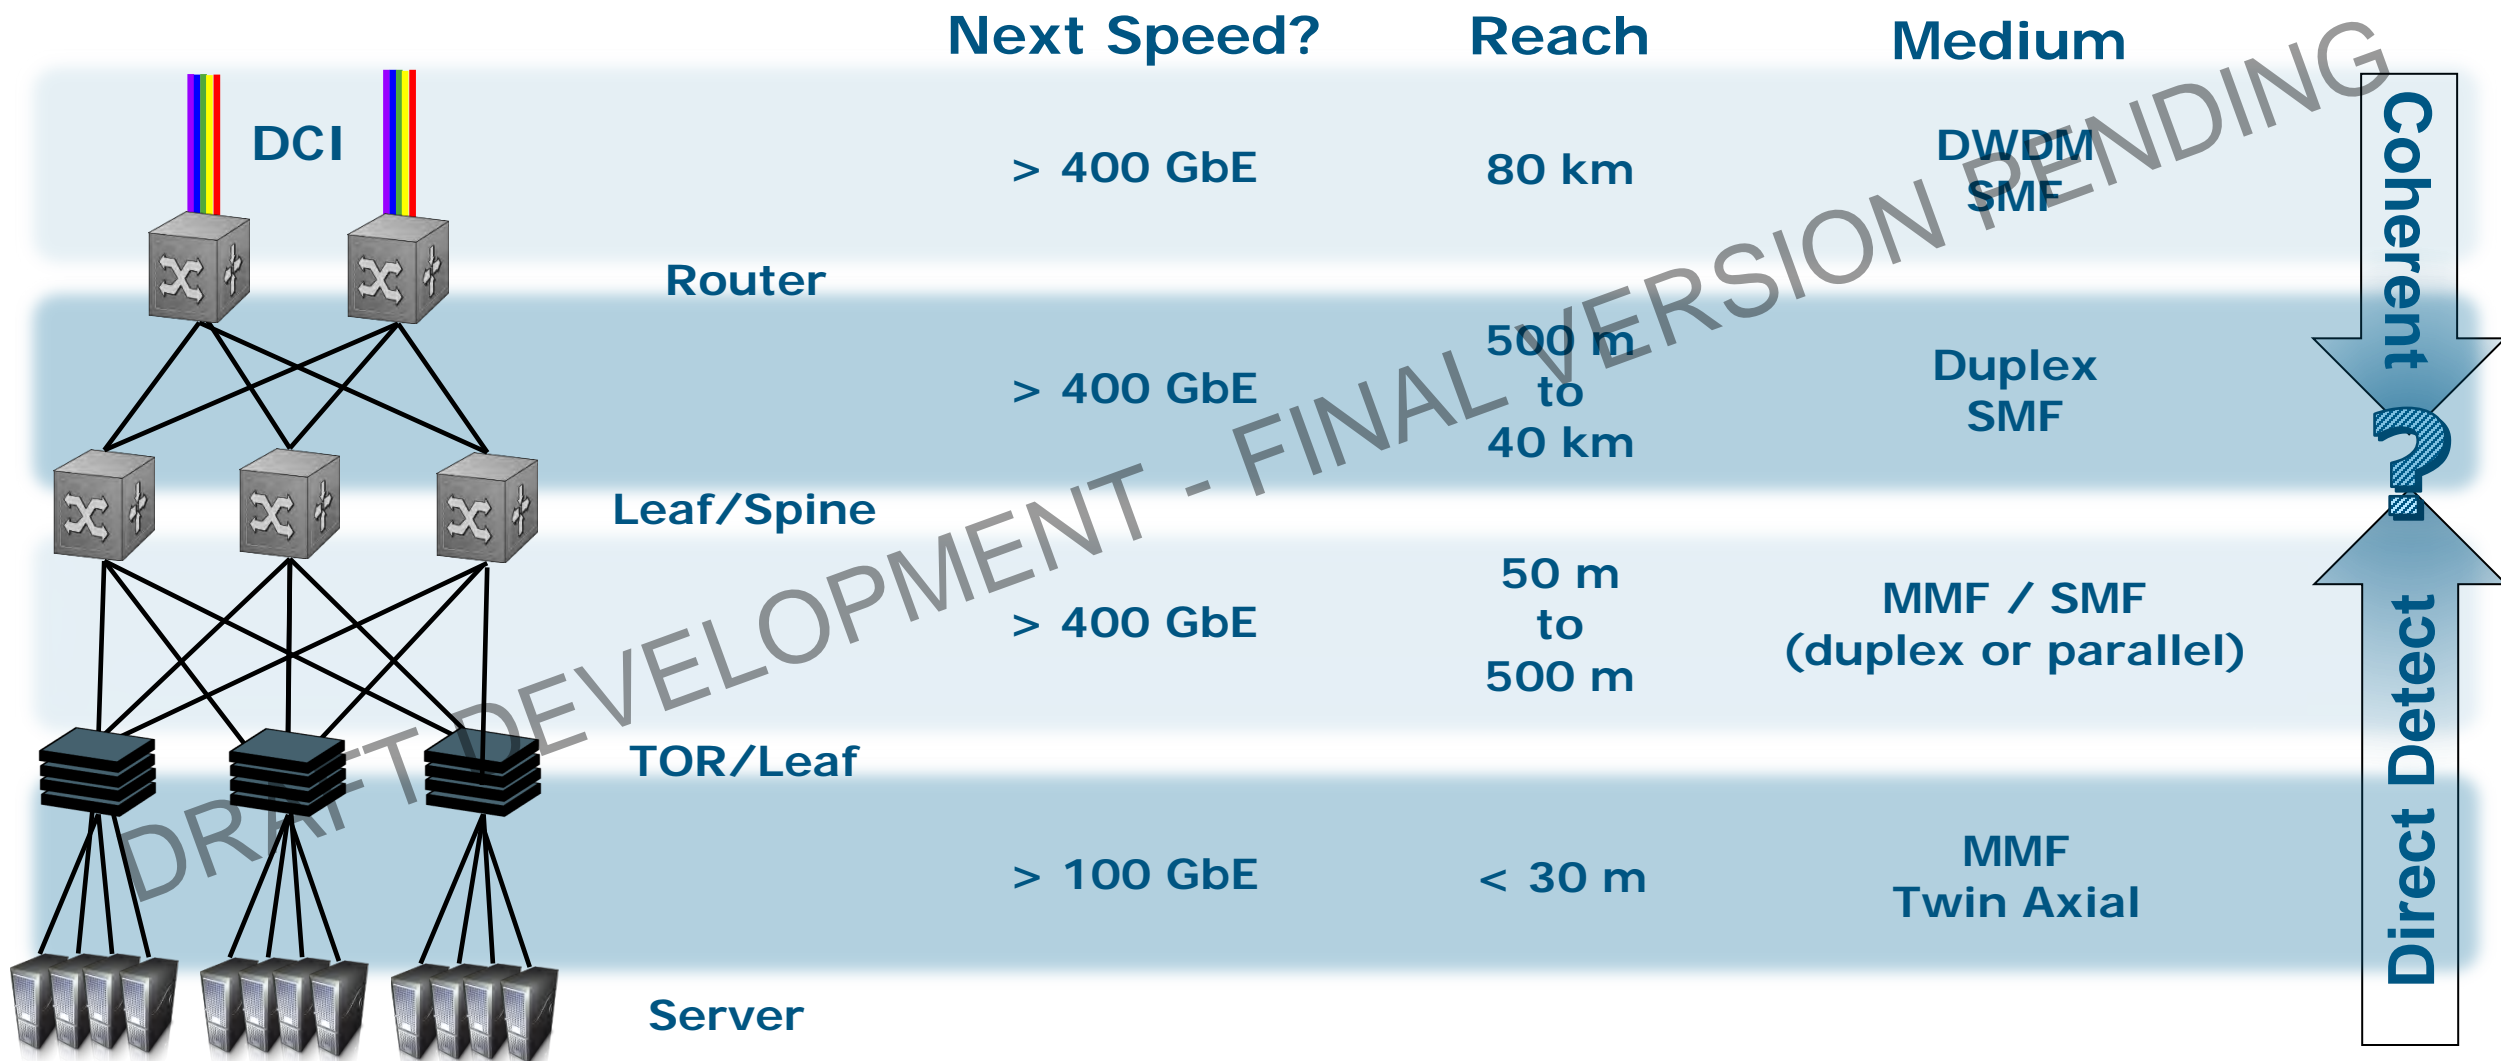 Next Speed?
Reach
Medium
DCI
> 400 GbE
80 km
DWDM
SMF
Router
> 400 GbE
500 m
to
40 km
Duplex
SMF
Leaf/Spine
> 400 GbE
50 m
to
500 m
MMF / SMF
(duplex or parallel)
TOR/Leaf
> 100 GbE
< 30 m
MMF
Twin Axial
Server
Coherent
?
Direct Detect
DRAFT DEVELOPMENT - FINAL VERSION PENDING